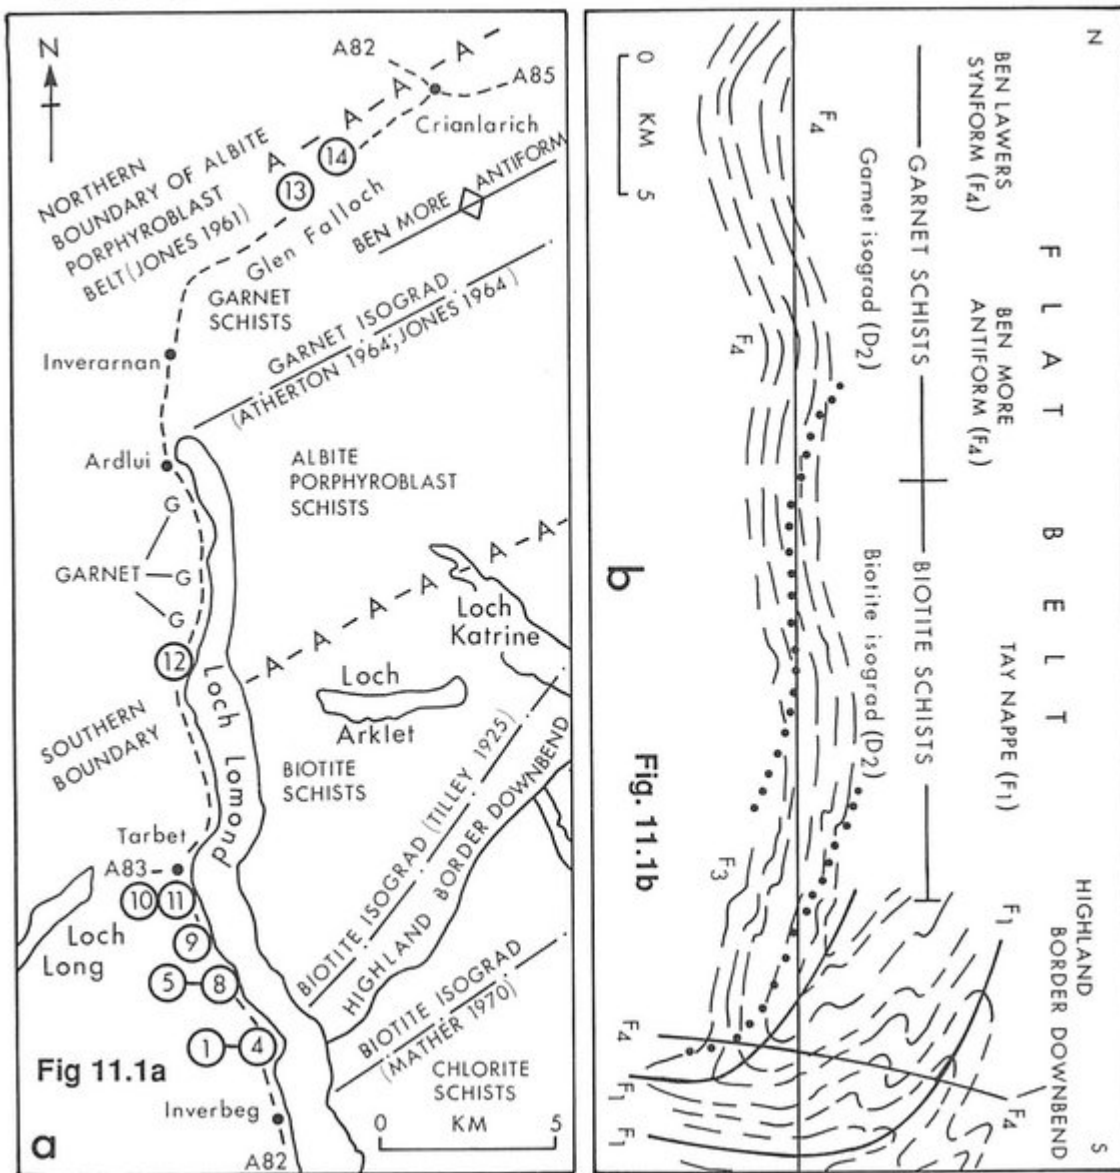 N
A82
A
A
A
A
A
A85
Crianlarich
14
13
NORTHERN
BOUNDARY OF ALBITE
PORPHYROBLAST
BELT (JONES 1961)
Glen Falloch
BEN MORE ANTIFORM
GARNET
SCHISTS
GARNET ISOGRAD
(ATHERTON 1964; JONES 1964)
Inverarnan
Ardlui
ALBITE
PORPHYROBLAST
SCHISTS
G
GARNET
G
G
A
A
A
A
A
A
Loch
Katrine
12
Loch Lomond
Loch
Arklet
SOUTHERN
BOUNDARY
BIOTITE
SCHISTS
BIOTITE ISOGRAD (TILLEY 1925)
HIGHLAND BORDER DOWNBEND
Tarbet
A83
10
11
Loch
Long
9
5
8
BIOTITE ISOGRAD
(MATHER 1970)
1
4
CHLORITE
SCHISTS
Fig 11.1a
Inverbeg
0 5
KM
a
A82
N
S
BEN LAWERS
SYNFORM (F4)
BEN MORE
ANTIFORM (F4)
TAY NAPPE (F1)
HIGHLAND
BORDER DOWNBEND
FLAT BELT
GARNET SCHISTS
BIOTITE SCHISTS
Garnet isograd (D2)
Biotite isograd (D2)
F4
F4
F3
F1
F4
F4
F1
F1
0 5
KM
b
Fig. 11.1b